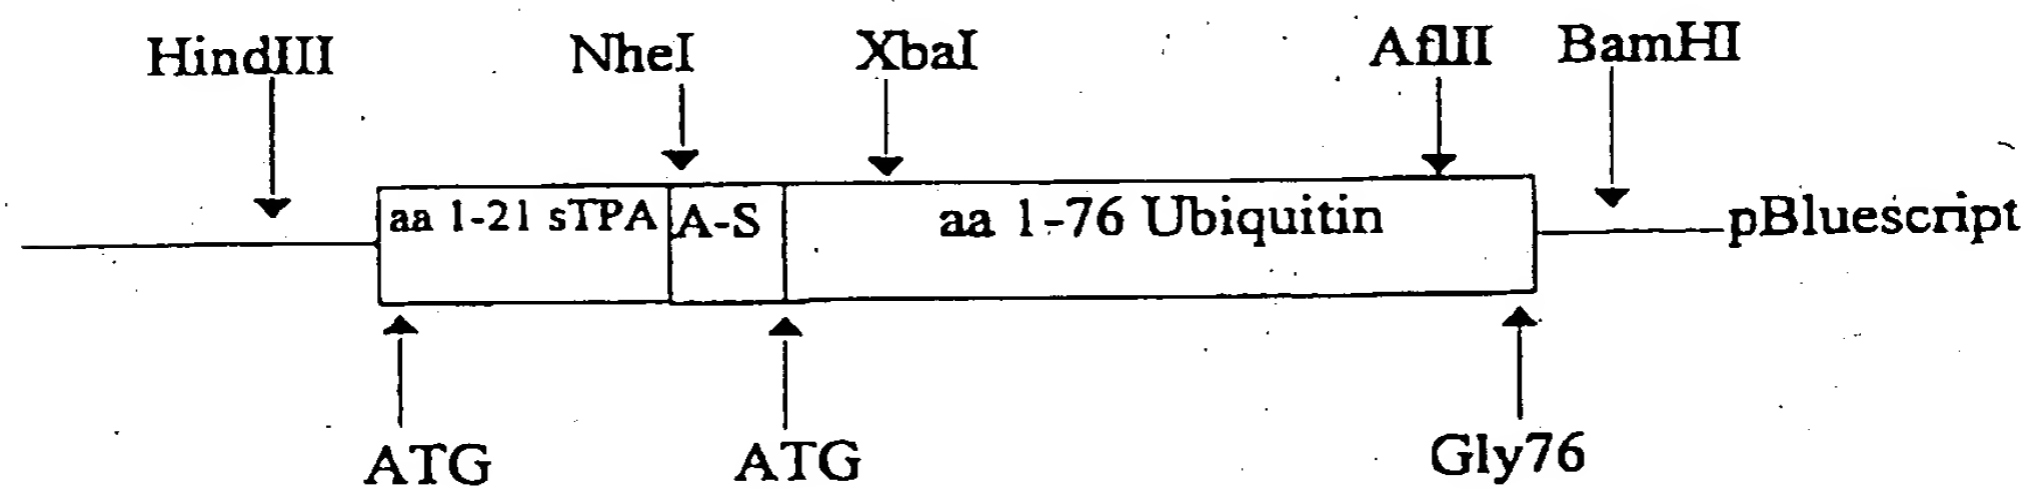 HindIII NheI XbaI AflII BamHI
aa 1-21 sTPA A-S aa 1-76 Ubiquitin pBluescript
ATG ATG Gly76